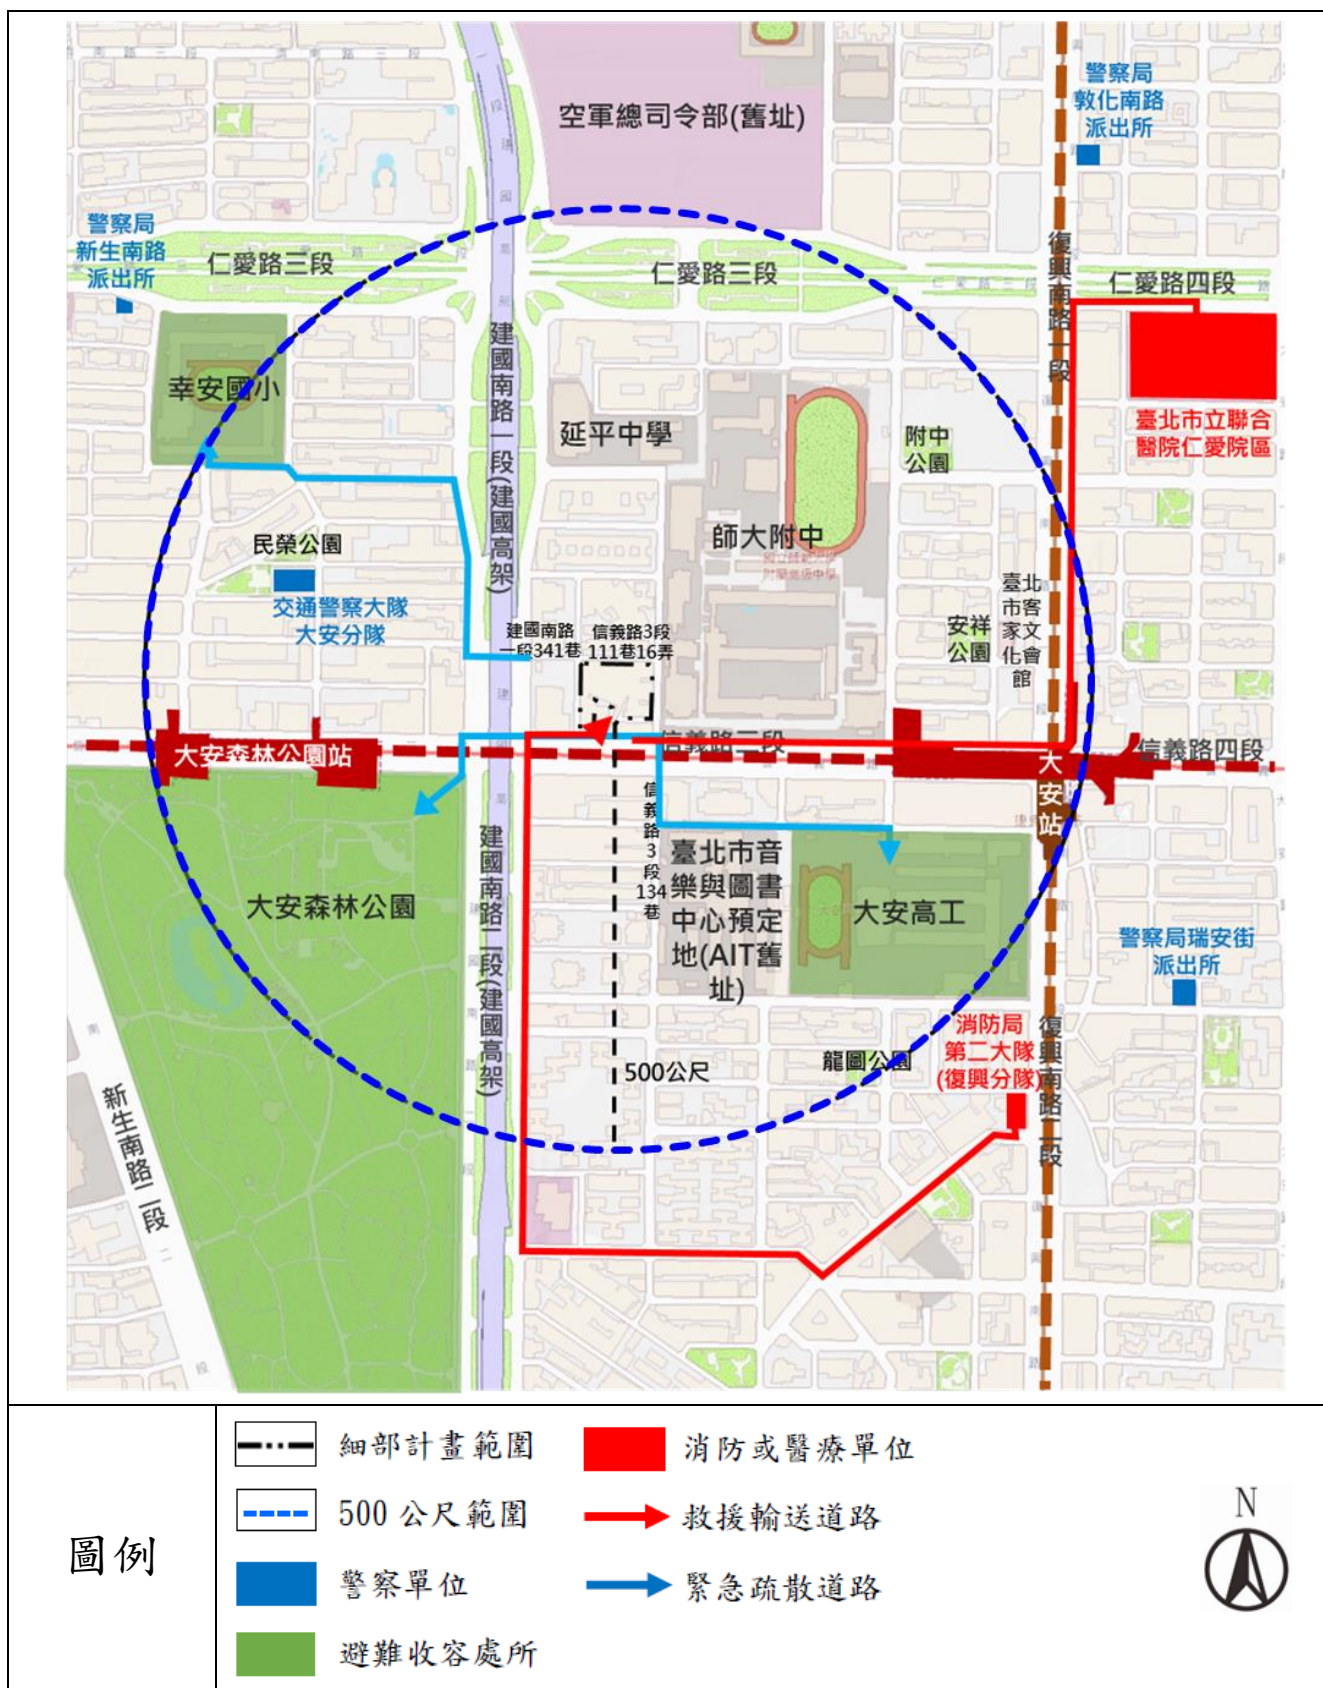 空軍總司令部(舊址)
警察局
敦化南路
派出所
警察局
新生南路
派出所
仁愛路三段
仁愛路三段
仁愛路四段
復興南路一段
幸安國小
建國南路一段(建國高架)
延平中學
附中
公園
臺北市立聯合
醫院仁愛院區
民榮公園
師大附中
國立師範大學
附屬高級中學
交通警察大隊
大安分隊
建國南路
一段341巷
信義路3段
111巷16弄
安祥
公園
臺北市客家文化會館
大安森林公園站
信義路三段
大安站
信義路四段
信義路3段134巷
建國南路二段(建國高架)
臺北市音
樂與圖書
中心預定
地(AIT舊
址)
大安森林公園
大安高工
警察局瑞安街
派出所
消防局
第二大隊
(復興分隊)
復興南路二段
龍圖公園
500公尺
新生南路二段
圖例
細部計畫範圍
500 公尺範圍
警察單位
避難收容處所
消防或醫療單位
救援輸送道路
緊急疏散道路
N